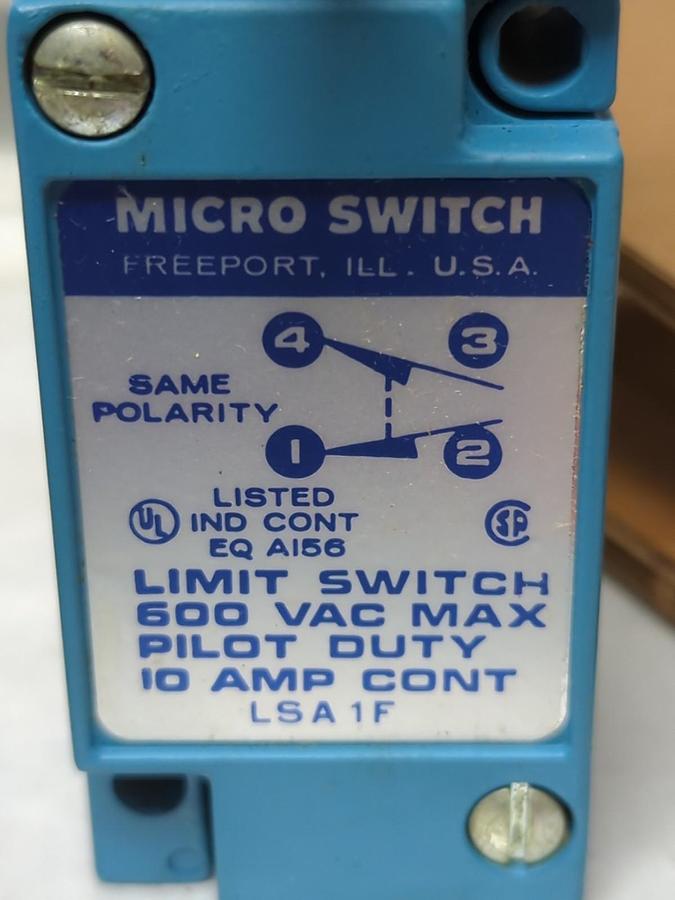 MICRO SWITCH
FREEPORT, ILL. U.S.A.
4 3
SAME
POLARITY
1 2
LISTED
UL IND CONT SP
EQ A156
LIMIT SWITCH
600 VAC MAX
PILOT DUTY
10 AMP CONT
LSA1F